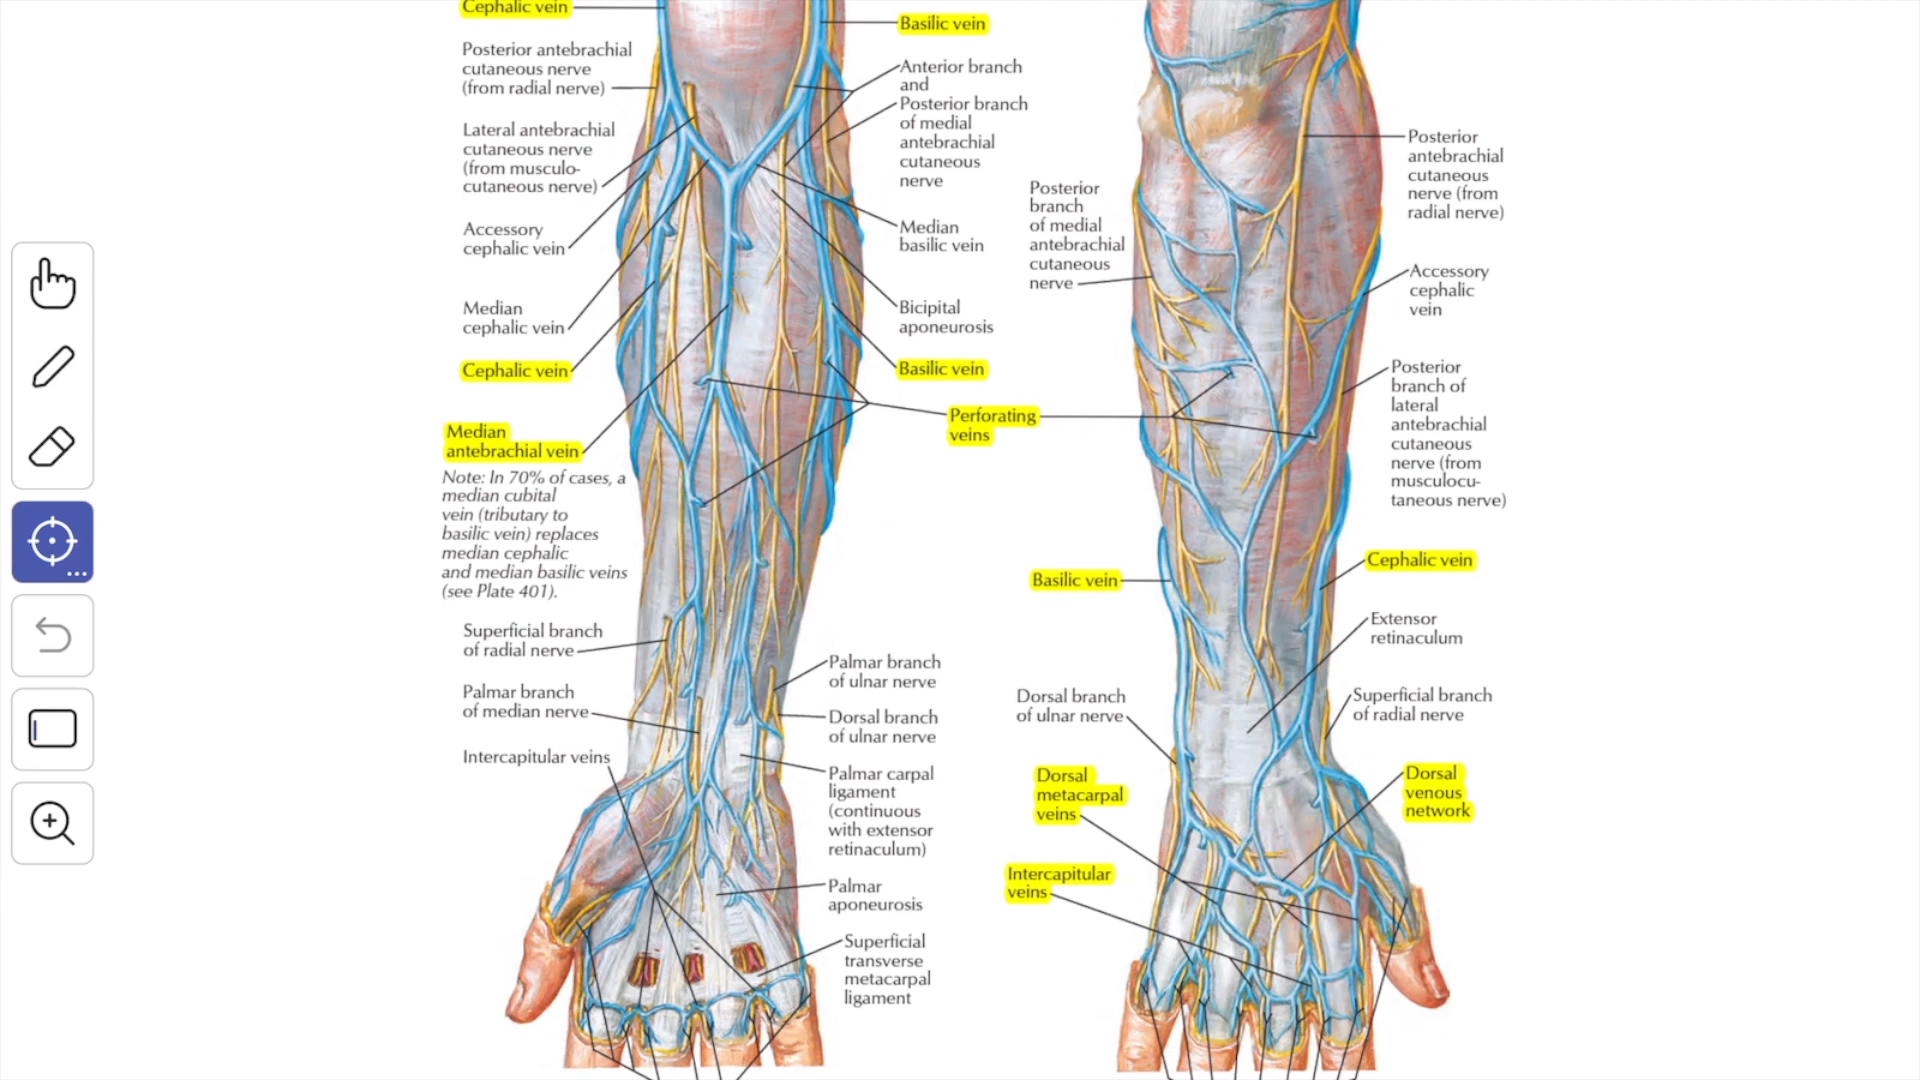 Cephalic vein
Posterior antebrachial
cutaneous nerve
(from radial nerve)
Lateral antebrachial
cutaneous nerve
(from musculo-
cutaneous nerve)
Accessory
cephalic vein
Median
cephalic vein
Cephalic vein
Median
antebrachial vein
Note: In 70% of cases, a
median cubital
vein (tributary to
basilic vein) replaces
median cephalic
and median basilic veins
(see Plate 401).
Superficial branch
of radial nerve
Palmar branch
of median nerve
Intercapitular veins
Basilic vein
Anterior branch
and
Posterior branch
of medial
antebrachial
cutaneous
nerve
Median
basilic vein
Bicipital
aponeurosis
Basilic vein
Perforating
veins
Palmar branch
of ulnar nerve
Dorsal branch
of ulnar nerve
Palmar carpal
ligament
(continuous
with extensor
retinaculum)
Palmar
aponeurosis
Superficial
transverse
metacarpal
ligament
Posterior
branch
of medial
antebrachial
cutaneous
nerve
Basilic vein
Dorsal branch
of ulnar nerve
Dorsal
metacarpal
veins
Intercapitular
veins
Posterior
antebrachial
cutaneous
nerve (from
radial nerve)
Accessory
cephalic
vein
Posterior
branch of
lateral
antebrachial
cutaneous
nerve (from
musculocu-
taneous nerve)
Cephalic vein
Extensor
retinaculum
Superficial branch
of radial nerve
Dorsal
venous
network